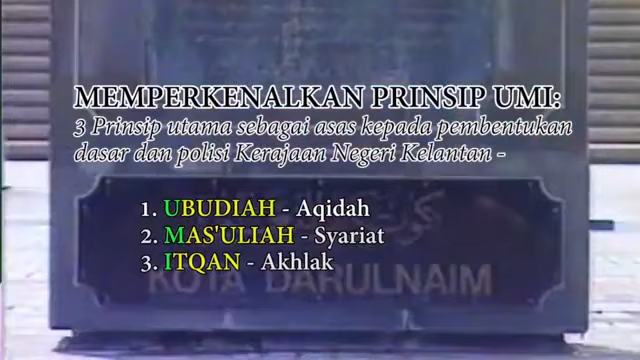 MEMPERKENALKAN PRINSIP UMI:
3 Prinsip utama sebagai asas kepada pembentukan
dasar dan polisi Kerajaan Negeri Kelantan -
1. UBUDIAH - Aqidah
2. MAS'ULIAH - Syariat
3. ITQAN - Akhlak
KOTA DARULNAIM